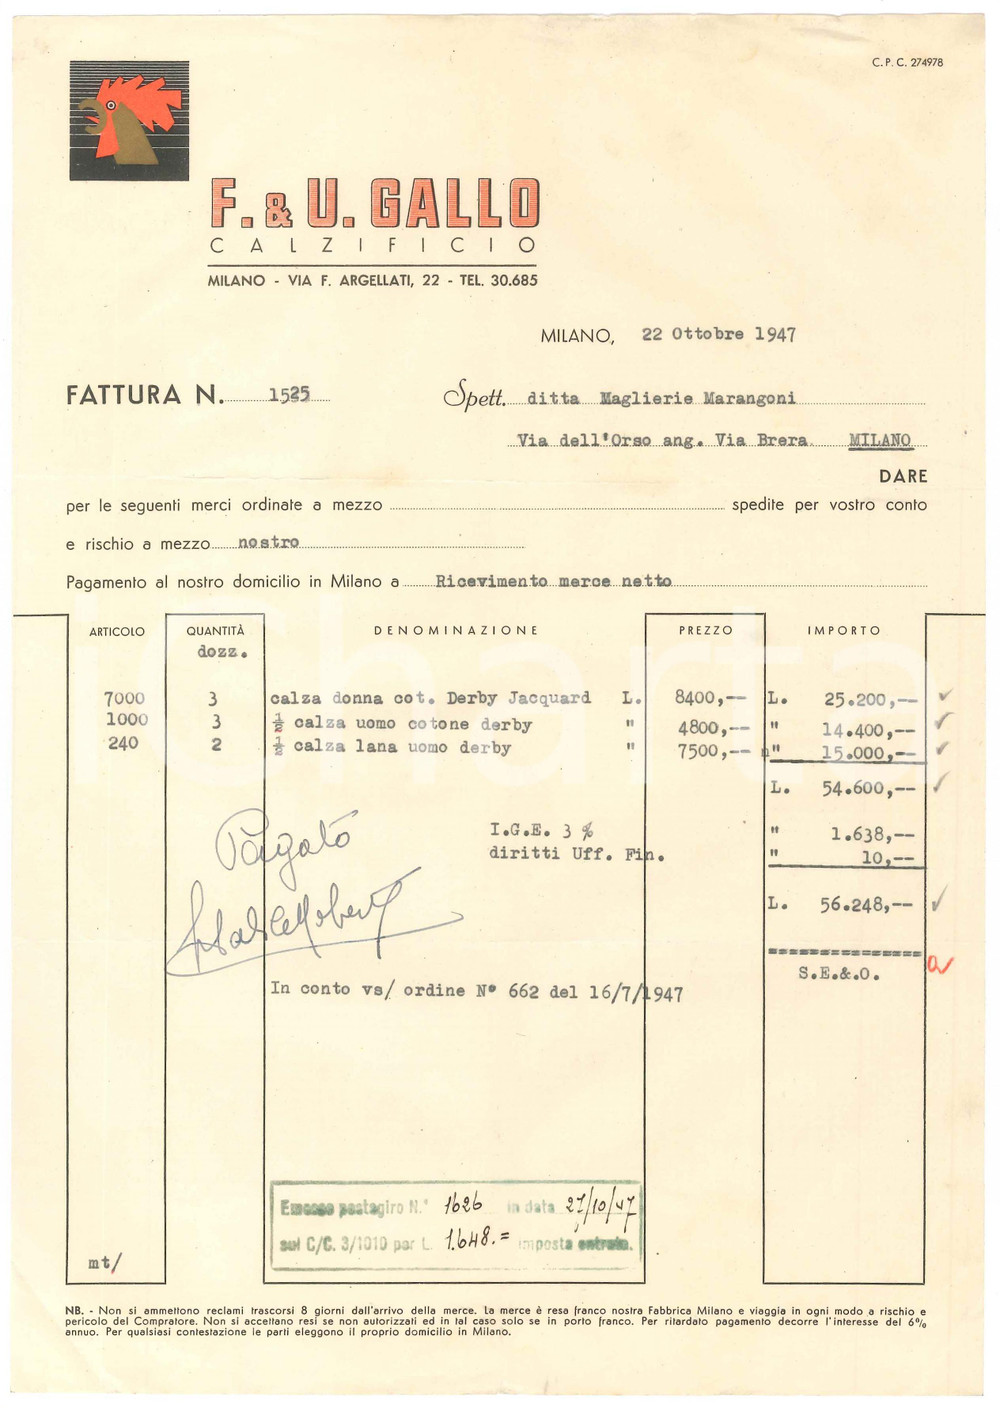 C. P. C. 274978
F. & U. GALLO
CALZIFICIO
MILANO - VIA F. ARGELLATI, 22 - TEL. 30.685
MILANO, 22 Ottobre 1947
FATTURA N. 1525 Spett. ditta Maglierie Marangoni
Via dell'Orso ang. Via Brera MILANO
DARE
per le seguenti merci ordinate a mezzo spedite per vostro conto
e rischio a mezzo nostro
Pagamento al nostro domicilio in Milano a Ricevimento merce netto
ARTICOLO QUANTITÀ DENOMINAZIONE PREZZO IMPORTO
dozz.
7000 3 calza donna cot. Derby Jacquard L. 8400,-- L. 25.200,--
1000 3 ½ calza uomo cotone derby " 4800,-- " 14.400,--
240 2 ½ calza lana uomo derby " 7500,-- " 15.000,--
L. 54.600,--
I.G.E. 3 % " 1.638,--
diritti Uff. Fin. " 10,--
Pagato
L. 56.248,--
S.E.&.O.
In conto vs/ ordine N° 662 del 16/7/1947
Emesso postagiro N.° 1626 in data 27/10/47
sul C/C. 3/1010 per L. 1.648.= imposta entrata.
mt/
NB. - Non si ammettono reclami trascorsi 8 giorni dall'arrivo della merce. La merce è resa franco nostra Fabbrica Milano e viaggia in ogni modo a rischio e
pericolo del Compratore. Non si accettano resi se non autorizzati ed in tal caso solo se in porto franco. Per ritardato pagamento decorre l'interesse del 6%
annuo. Per qualsiasi contestazione le parti eleggono il proprio domicilio in Milano.